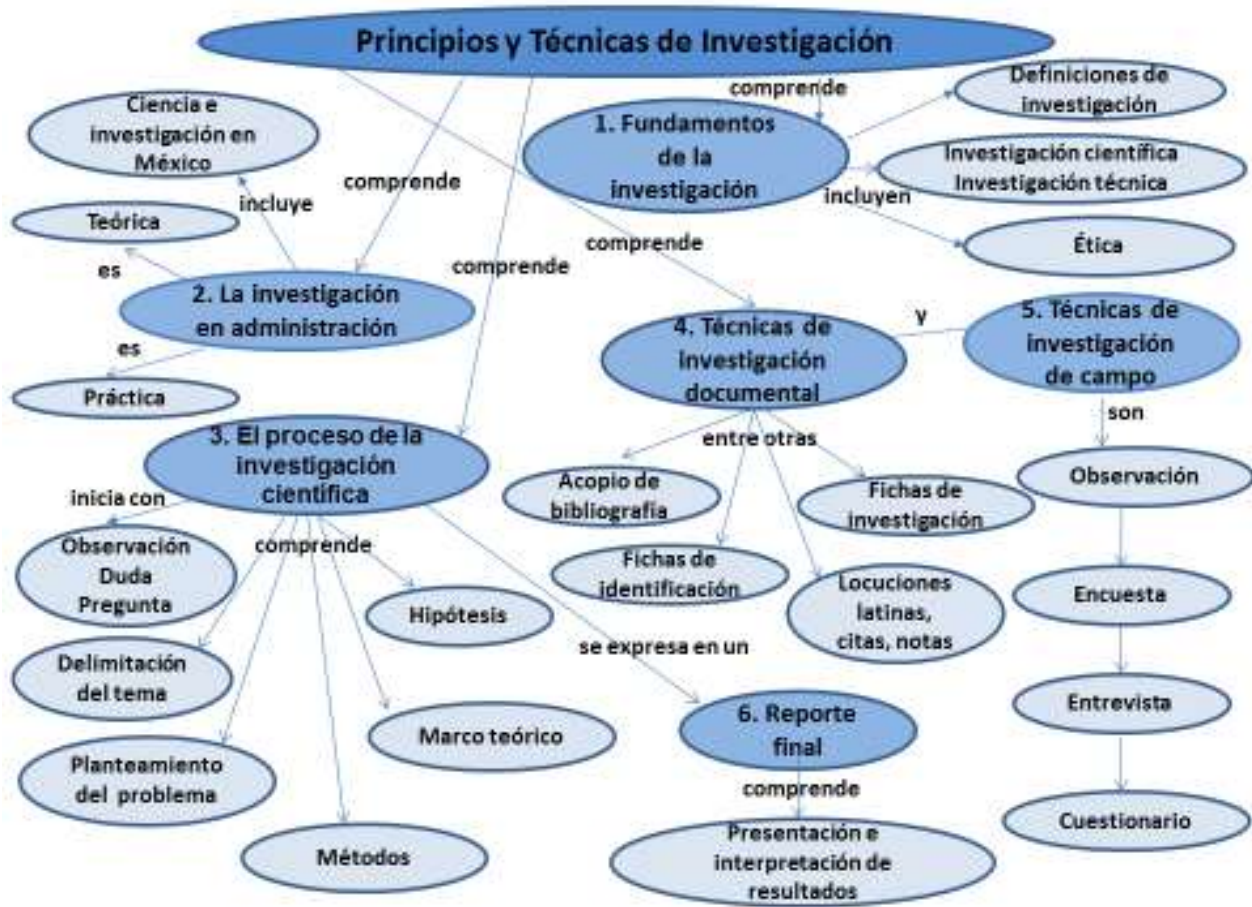 Principios y Técnicas de Investigación
comprende
Definiciones de
investigación
1. Fundamentos
de la
investigación
Investigación científica
Investigación técnica
incluyen
Ética
Ciencia e
investigación en
México
comprende
incluye
Teórica
es
2. La investigación
en administración
es
Práctica
comprende
comprende
4. Técnicas de
investigación
documental
y
5. Técnicas de
investigación
de campo
son
3. El proceso de la
investigación
científica
entre otras
Acopio de
bibliografía
Fichas de
investigación
Fichas de
identificación
Locuciones
latinas,
citas, notas
Observación
Encuesta
Entrevista
Cuestionario
inicia con
Observación
Duda
Pregunta
comprende
Hipótesis
Delimitación
del tema
Marco teórico
Planteamiento
del problema
Métodos
se expresa en un
6. Reporte
final
comprende
Presentación e
interpretación de
resultados